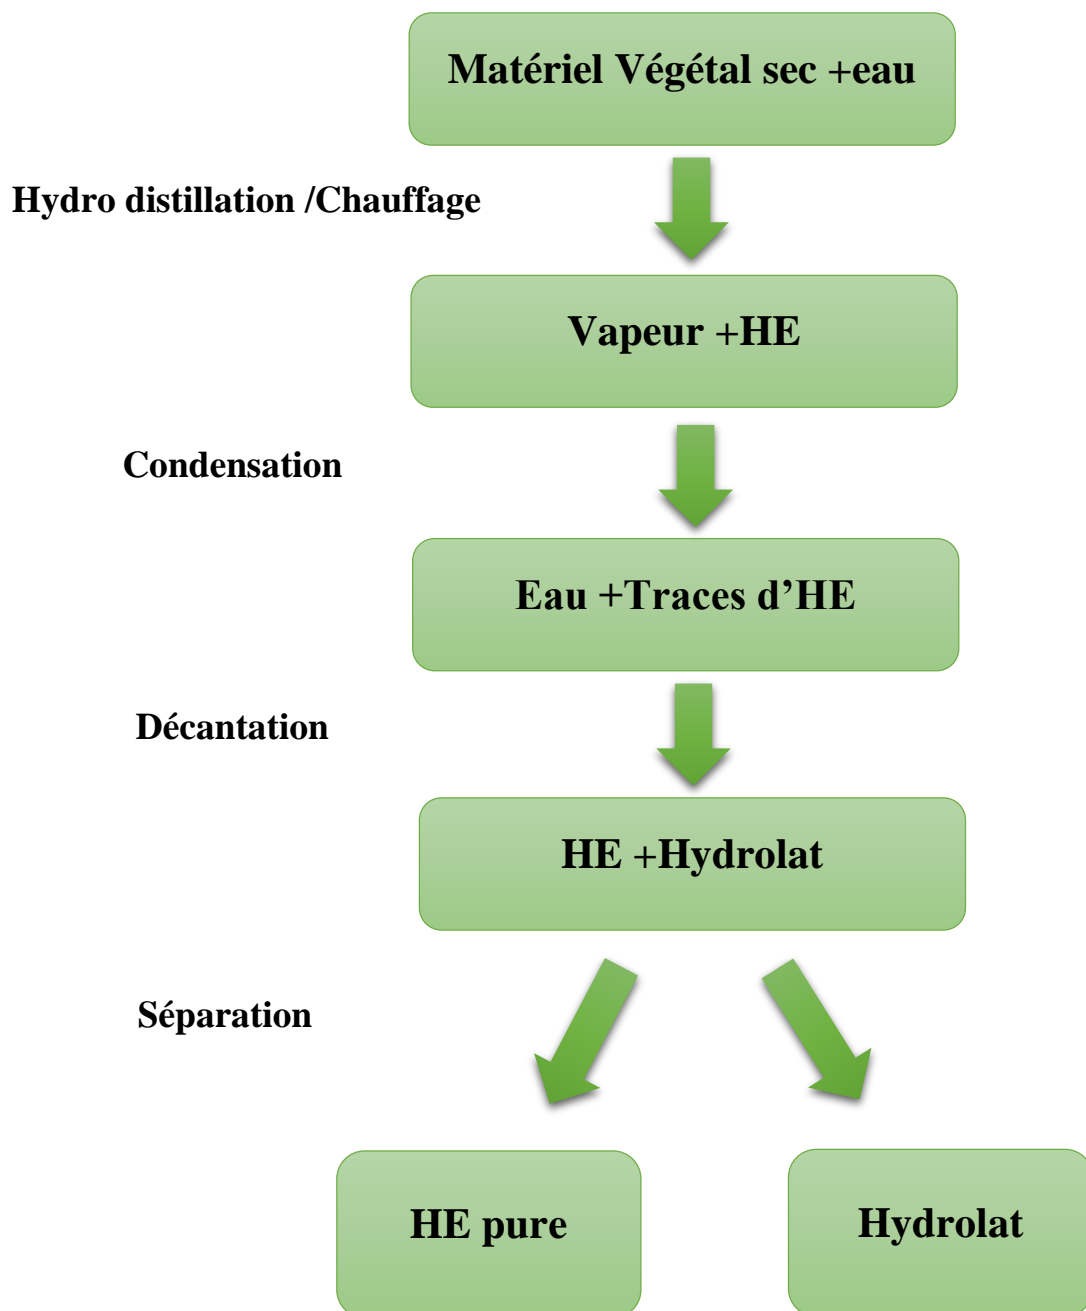 Matériel Végétal sec +eau
Hydro distillation /Chauffage
Vapeur +HE
Condensation
Eau +Traces d’HE
Décantation
HE +Hydrolat
Séparation
HE pure
Hydrolat